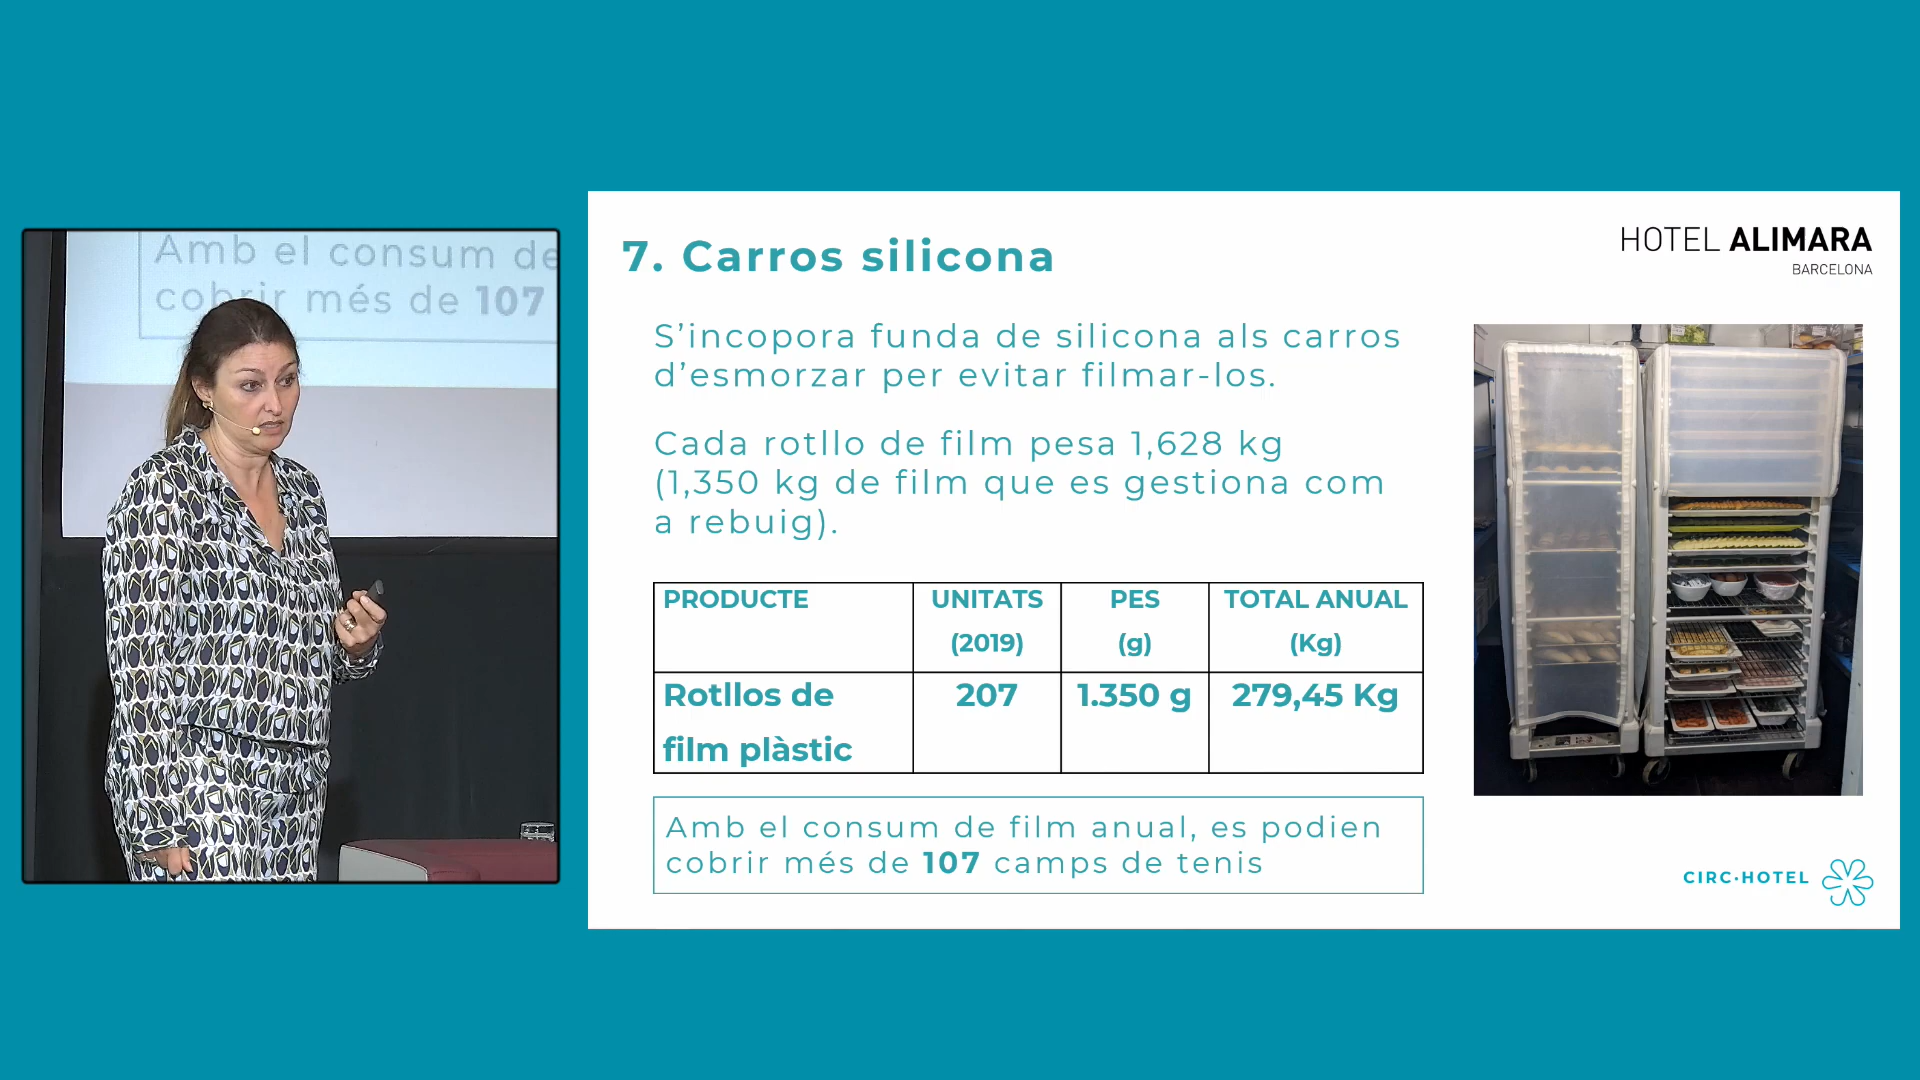 Amb el consum de
cobrir més de 107
7. Carros silicona
HOTEL ALIMARA
BARCELONA
S’incopora funda de silicona als carros
d’esmorzar per evitar filmar-los.
Cada rotllo de film pesa 1,628 kg
(1,350 kg de film que es gestiona com
a rebuig).
PRODUCTE UNITATS PES TOTAL ANUAL
(2019) (g) (Kg)
Rotllos de 207 1.350 g 279,45 Kg
film plàstic
Amb el consum de film anual, es podien
cobrir més de 107 camps de tenis
CIRC·HOTEL